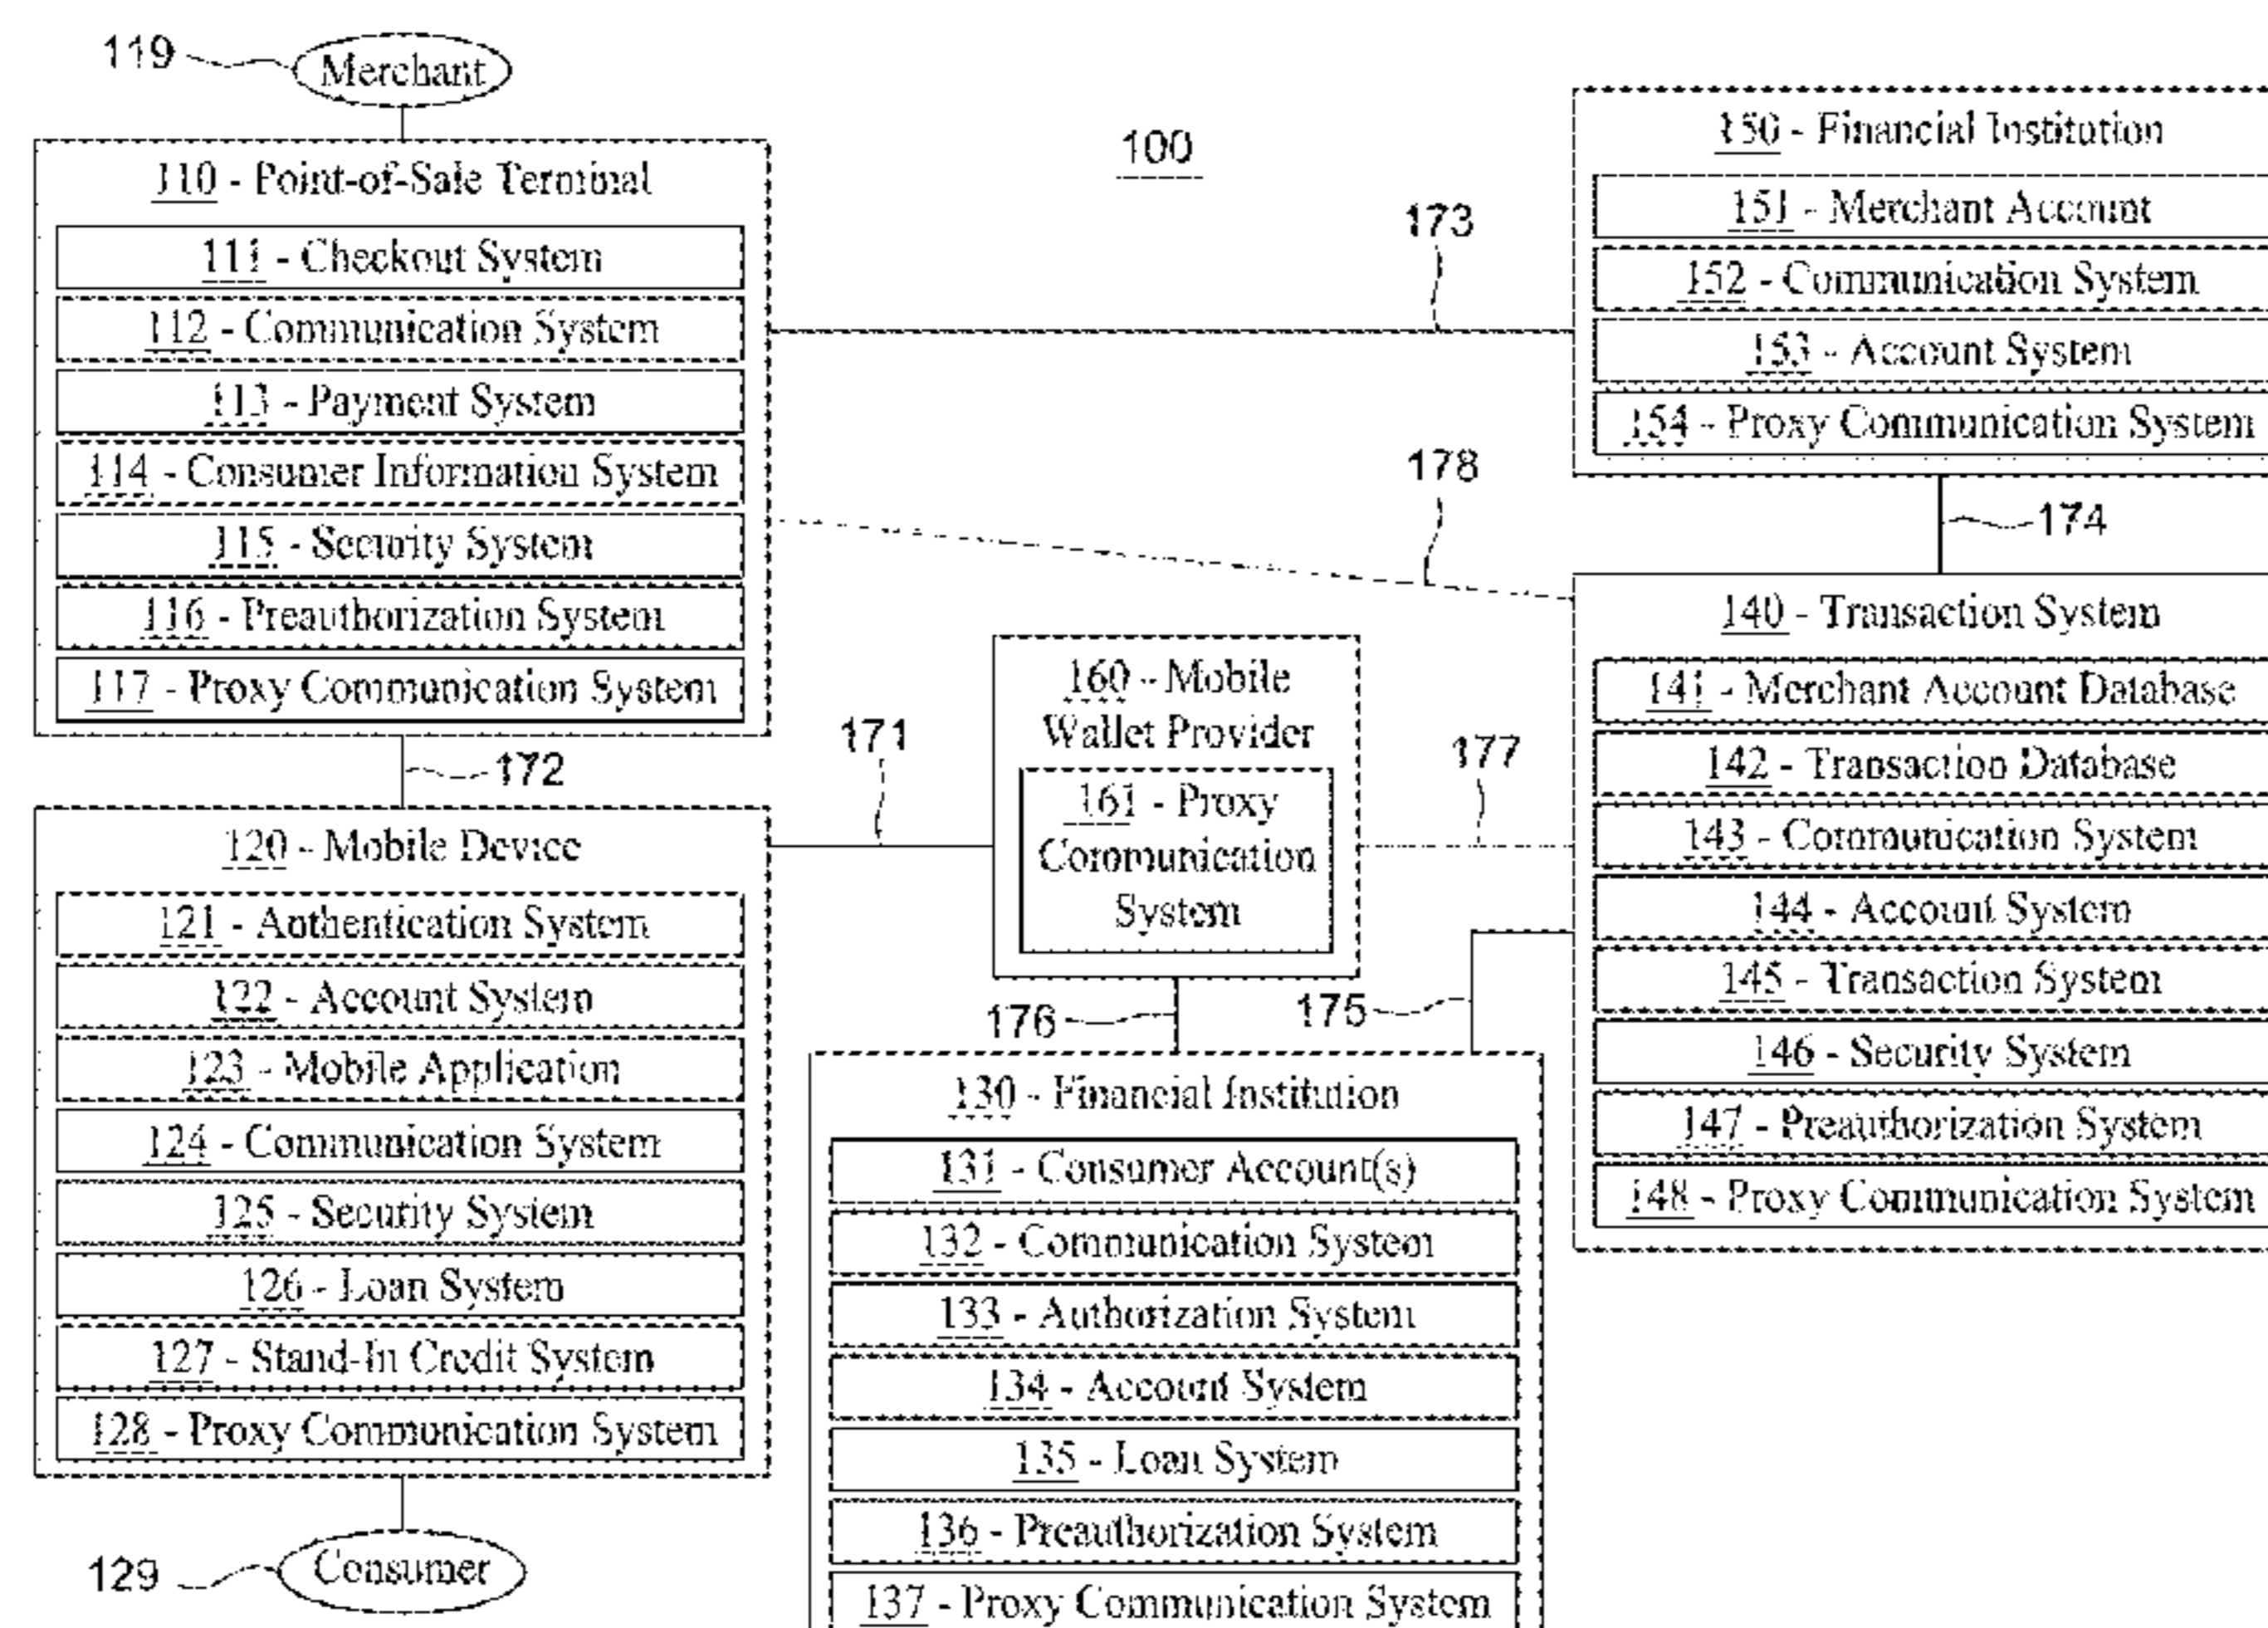 119
Merchant
100
110 - Point-of-Sale Terminal
111 - Checkout System
112 - Communication System
113 - Payment System
114 - Consumer Information System
115 - Security System
116 - Preauthorization System
117 - Proxy Communication System
172
120 - Mobile Device
121 - Authentication System
122 - Account System
123 - Mobile Application
124 - Communication System
125 - Security System
126 - Loan System
127 - Stand-In Credit System
128 - Proxy Communication System
129
Consumer
173
178
171
160 - Mobile
Wallet Provider
161 - Proxy
Communication
System
177
176
175
130 - Financial Institution
131 - Consumer Account(s)
132 - Communication System
133 - Authorization System
134 - Account System
135 - Loan System
136 - Preauthorization System
137 - Proxy Communication System
150 - Financial Institution
151 - Merchant Account
152 - Communication System
153 - Account System
154 - Proxy Communication System
174
140 - Transaction System
141 - Merchant Account Database
142 - Transaction Database
143 - Communication System
144 - Account System
145 - Transaction System
146 - Security System
147 - Preauthorization System
148 - Proxy Communication System